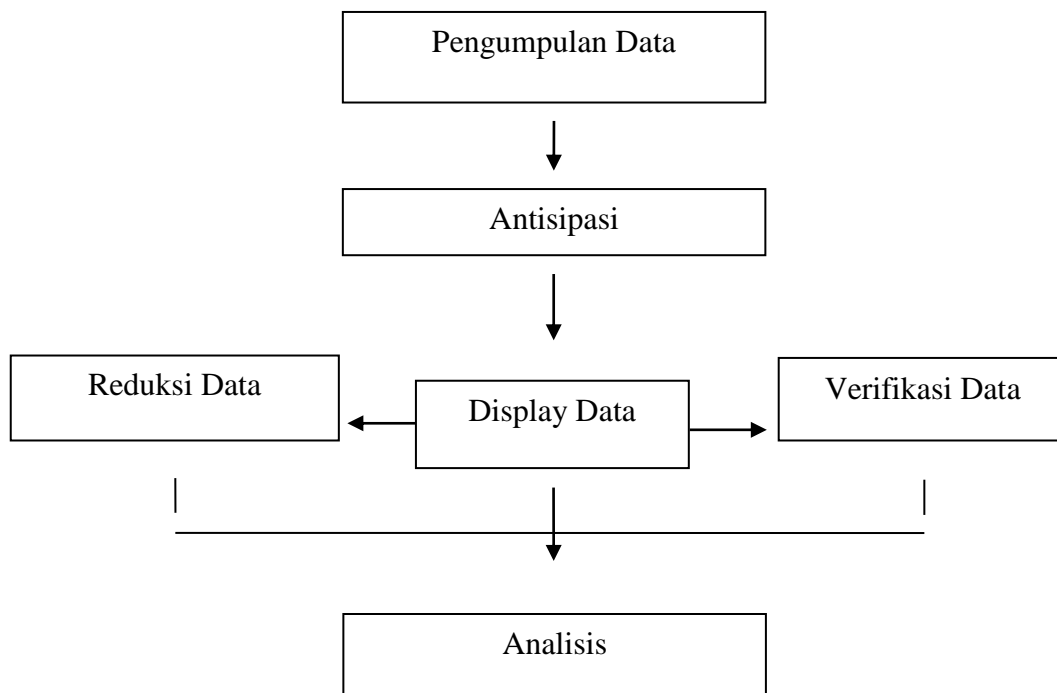 Pengumpulan Data
Antisipasi
Reduksi Data
Display Data
Verifikasi Data
Analisis